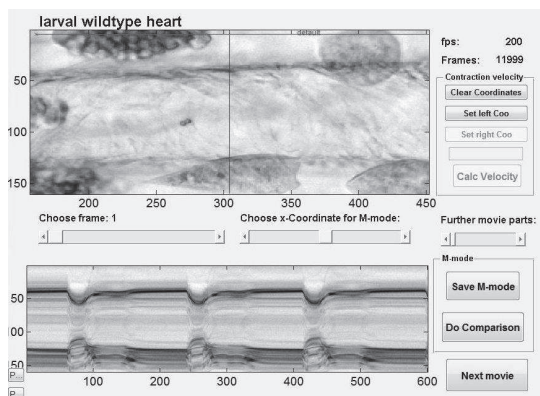 larval wildtype heart
default
fps: 200
Frames: 11999
Contraction velocity
Clear Coordinates
Set left Coo
Set right Coo
Calc Velocity
50
100
150
200
250
300
350
400
450
Choose frame: 1
Choose x-Coordinate for M-mode:
Further movie parts:
M-mode
Save M-mode
Do Comparison
Next movie
50
00
50
100
200
300
400
500
600
P...
P...